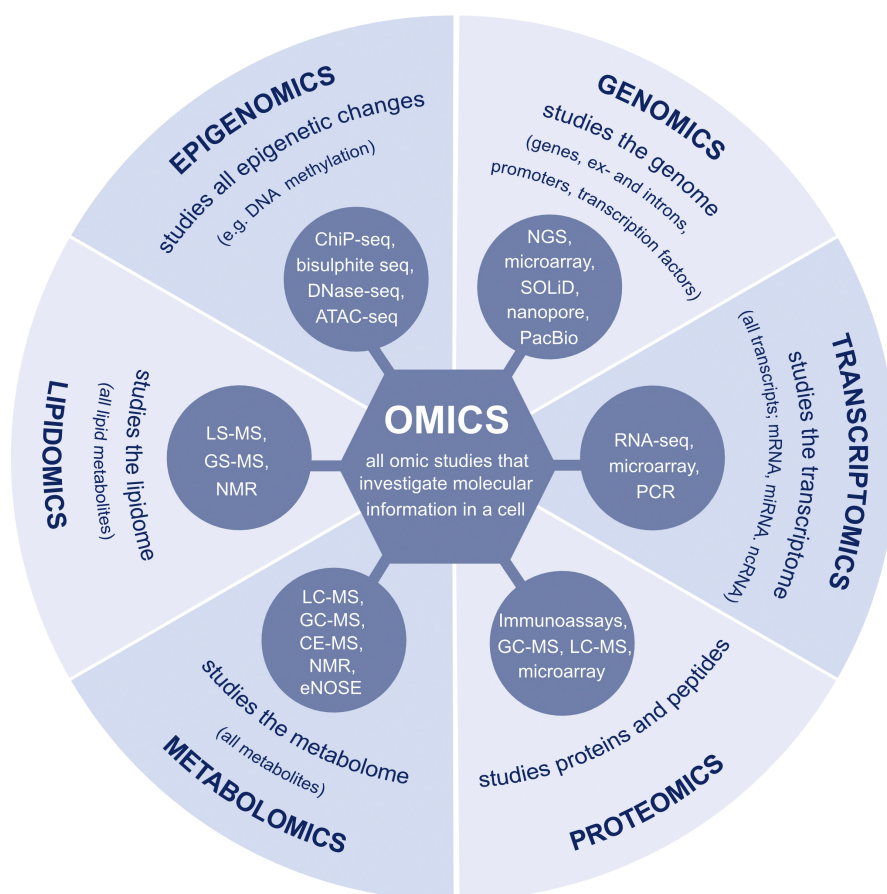 OMICS
all omic studies that
investigate molecular
information in a cell
GENOMICS
studies the genome
(genes, ex- and introns,
promoters, transcription factors)
NGS,
microarray,
SOLiD,
nanopore,
PacBio
TRANSCRIPTOMICS
studies the transcriptome
(all transcripts; mRNA, miRNA. ncRNA)
RNA-seq,
microarray,
PCR
PROTEOMICS
studies proteins and peptides
Immunoassays,
GC-MS, LC-MS,
microarray
METABOLOMICS
studies the metabolome
(all metabolites)
LC-MS,
GC-MS,
CE-MS,
NMR,
eNOSE
LIPIDOMICS
studies the lipidome
(all lipid metabolites)
LS-MS,
GS-MS,
NMR
EPIGENOMICS
studies all epigenetic changes
(e.g. DNA methylation)
ChiP-seq,
bisulphite seq,
DNase-seq,
ATAC-seq